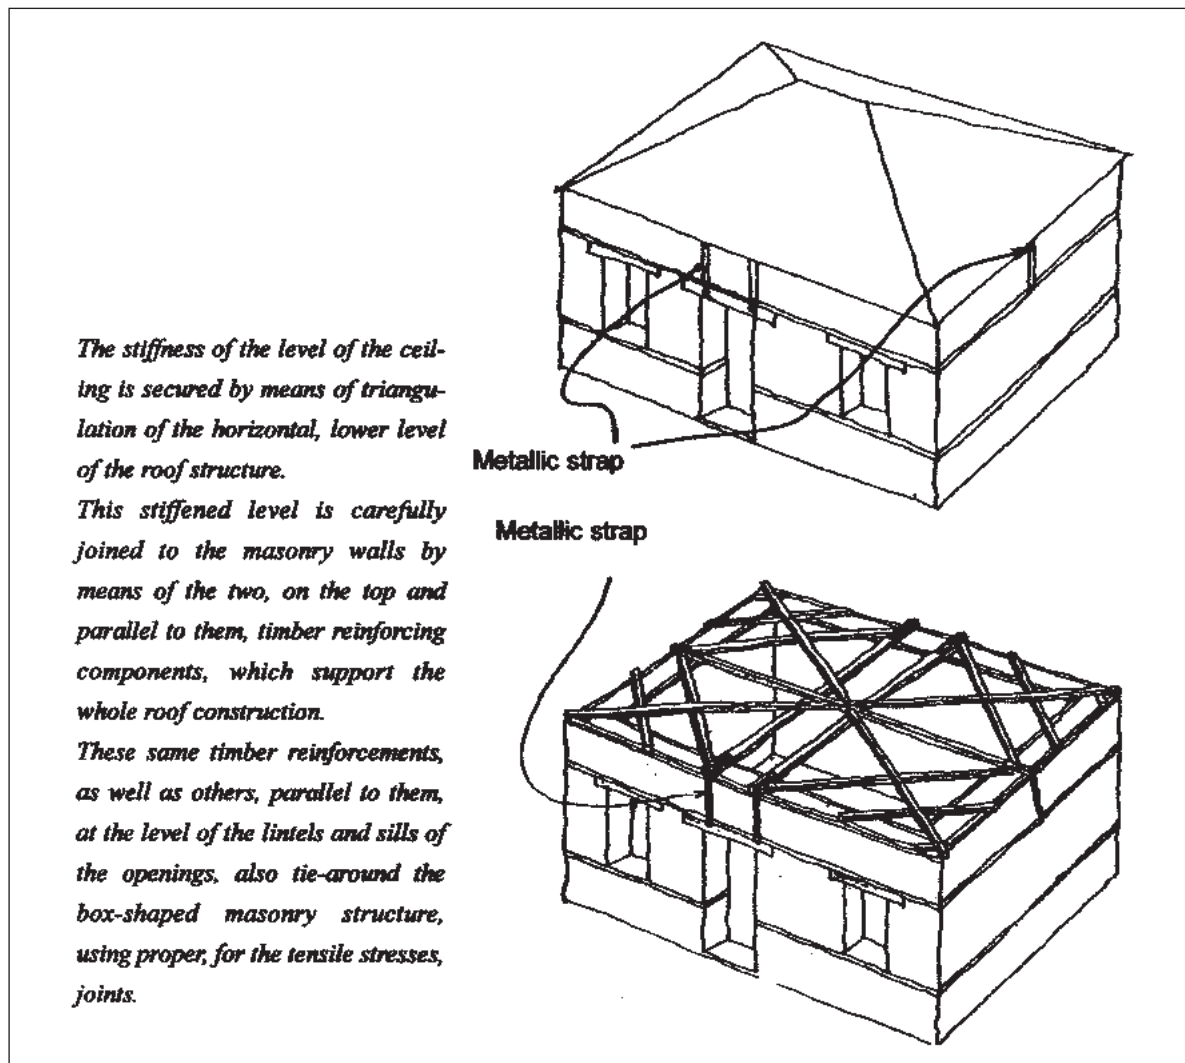 The stiffness of the level of the ceil-
ing is secured by means of triangu-
lation of the horizontal, lower level
of the roof structure.
This stiffened level is carefully
joined to the masonry walls by
means of the two, on the top and
parallel to them, timber reinforcing
components, which support the
whole roof construction.
These same timber reinforcements,
as well as others, parallel to them,
at the level of the lintels and sills of
the openings, also tie-around the
box-shaped masonry structure,
using proper, for the tensile stresses,
joints.
Metallic strap
Metallic strap